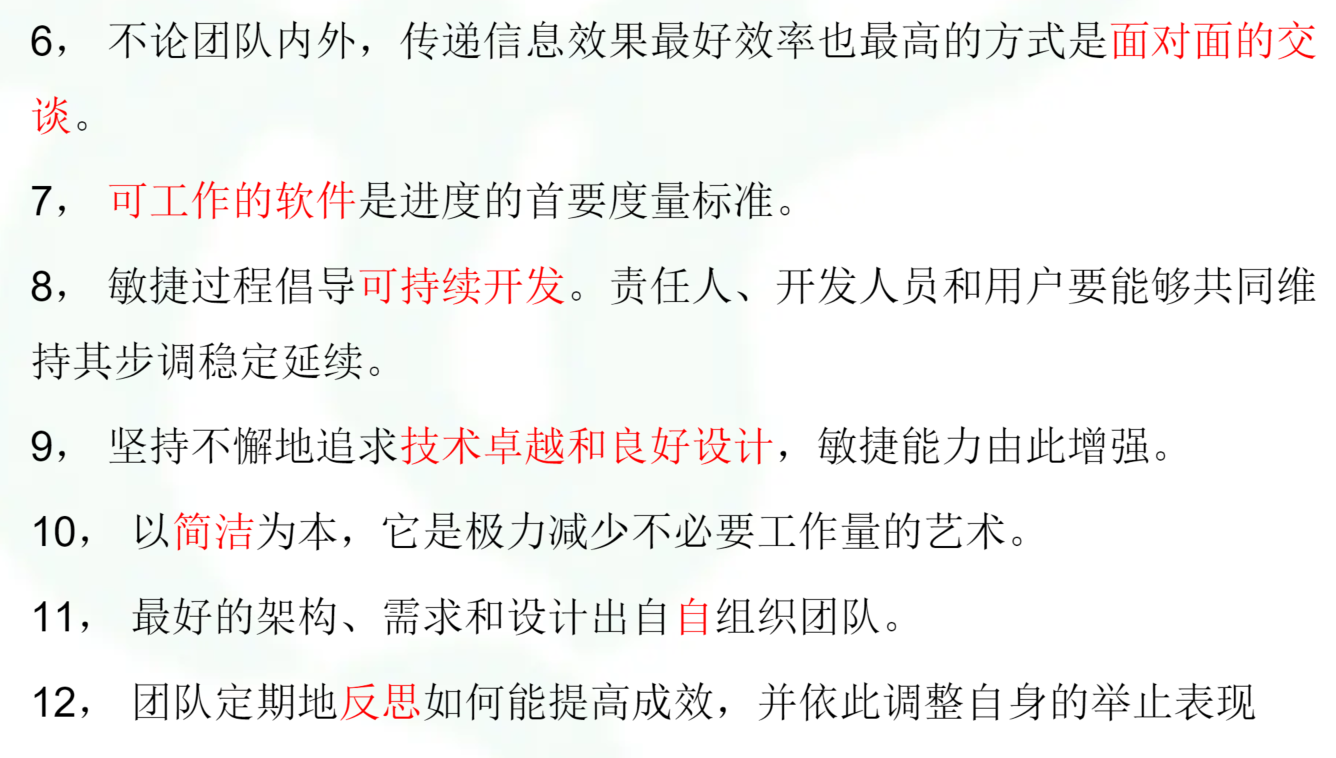 6， 不论团队内外，传递信息效果最好效率也最高的方式是面对面的交
谈。
7， 可工作的软件是进度的首要度量标准。
8， 敏捷过程倡导可持续开发。责任人、开发人员和用户要能够共同维
持其步调稳定延续。
9， 坚持不懈地追求技术卓越和良好设计，敏捷能力由此增强。
10， 以简洁为本，它是极力减少不必要工作量的艺术。
11， 最好的架构、需求和设计出自自组织团队。
12， 团队定期地反思如何能提高成效，并依此调整自身的举止表现